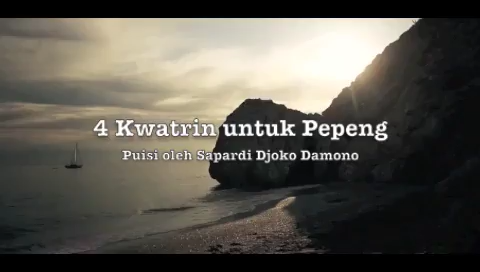 4 Kwatrin untuk Pepeng
Puisi oleh Sapardi Djoko Damono